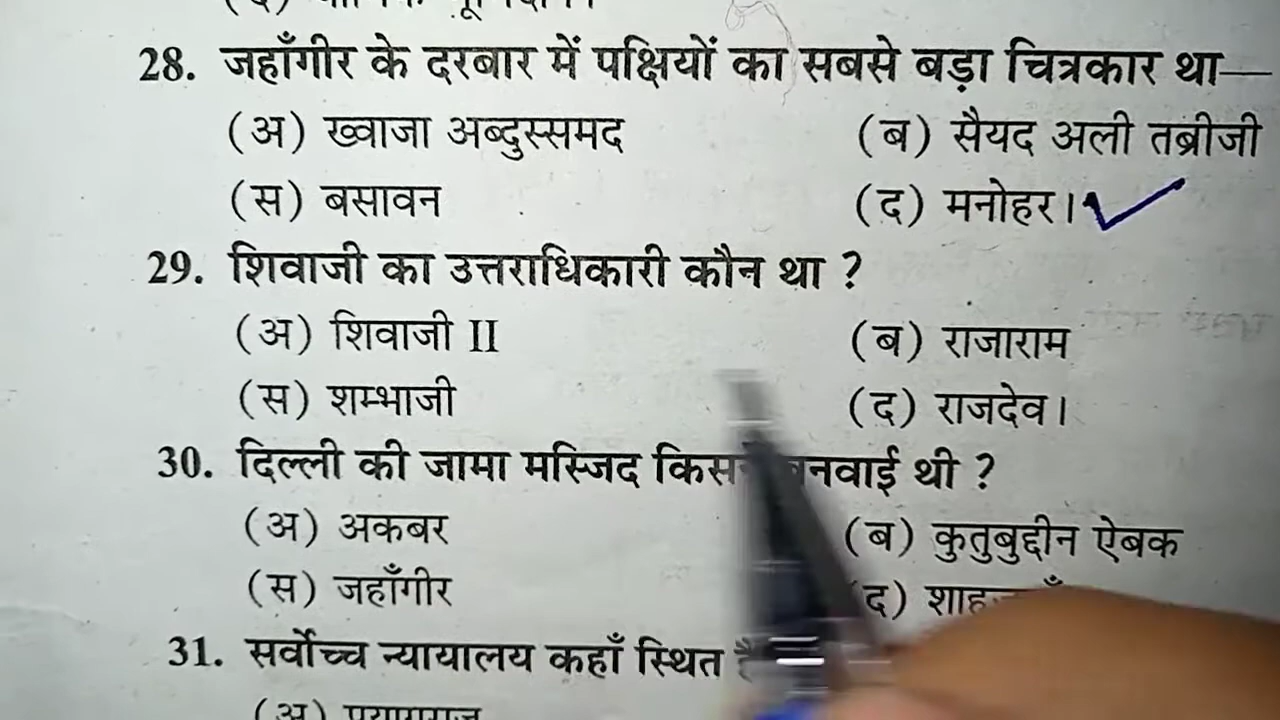 28. जहाँगीर के दरबार में पक्षियों का सबसे बड़ा चित्रकार था—
(अ) ख्वाजा अब्दुस्समद (ब) सैयद अली तब्रीजी
(स) बसावन (द) मनोहर।
29. शिवाजी का उत्तराधिकारी कौन था ?
(अ) शिवाजी II (ब) राजाराम
(स) शम्भाजी (द) राजदेव।
30. दिल्ली की जामा मस्जिद बनवाई थी ?
(अ) अकबर (ब) कुतुबुद्दीन ऐबक
(स) जहाँगीर (द)
31. सर्वोच्च न्यायालय कहाँ स्थित है
(अ)